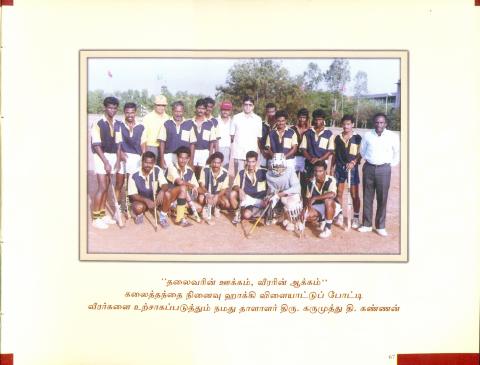 “தலைவரின் ஊக்கம், வீரரின் ஆக்கம்”
கலைத்தந்தை நினைவு ஹாக்கி விளையாட்டுப் போட்டி
வீரர்களை உற்சாகப்படுத்தும் நமது தாளாளர் திரு. கருமுத்து தி. கண்ணன்
67